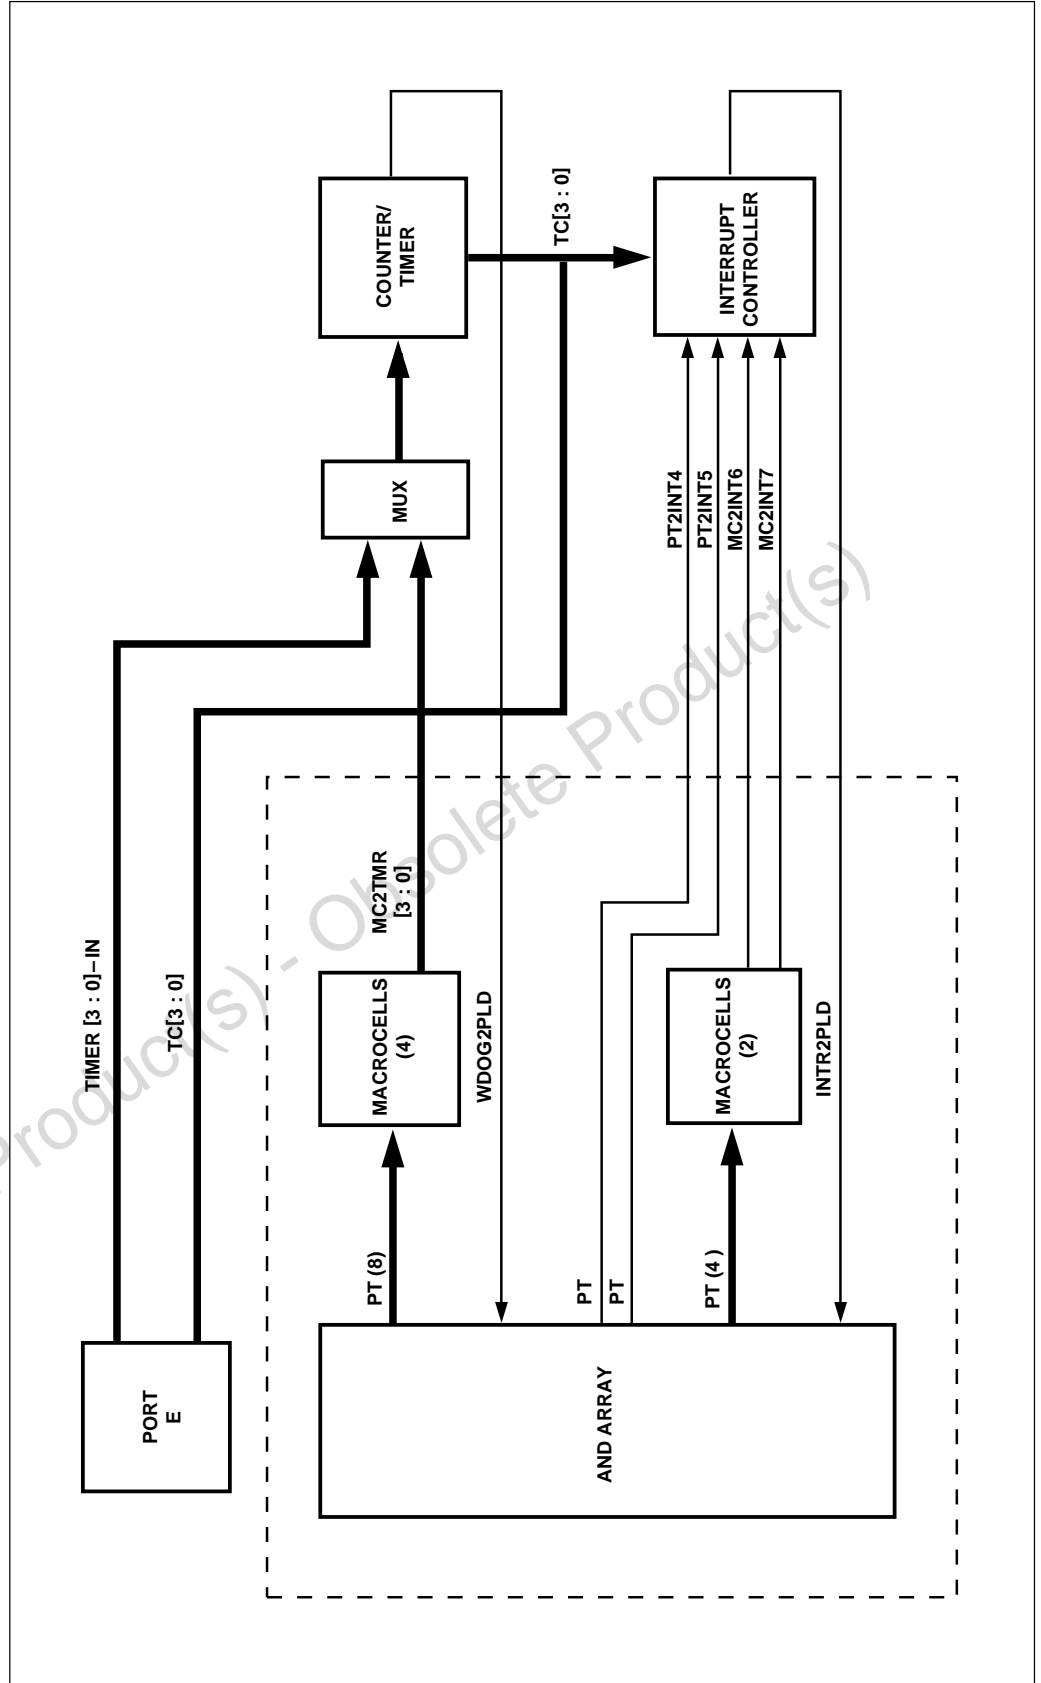 PORT
E
TIMER [3 : 0]–IN
TC[3 : 0]
MUX
COUNTER/
TIMER
AND ARRAY
PT (8)
MACROCELLS
(4)
MC2TMR
[3 : 0]
WDOG2PLD
TC[3 : 0]
PT
PT
PT2INT4
PT2INT5
PT (4 )
MACROCELLS
(2)
MC2INT6
MC2INT7
INTERRUPT
CONTROLLER
INTR2PLD
Product(s) - Obsolete Product(s)